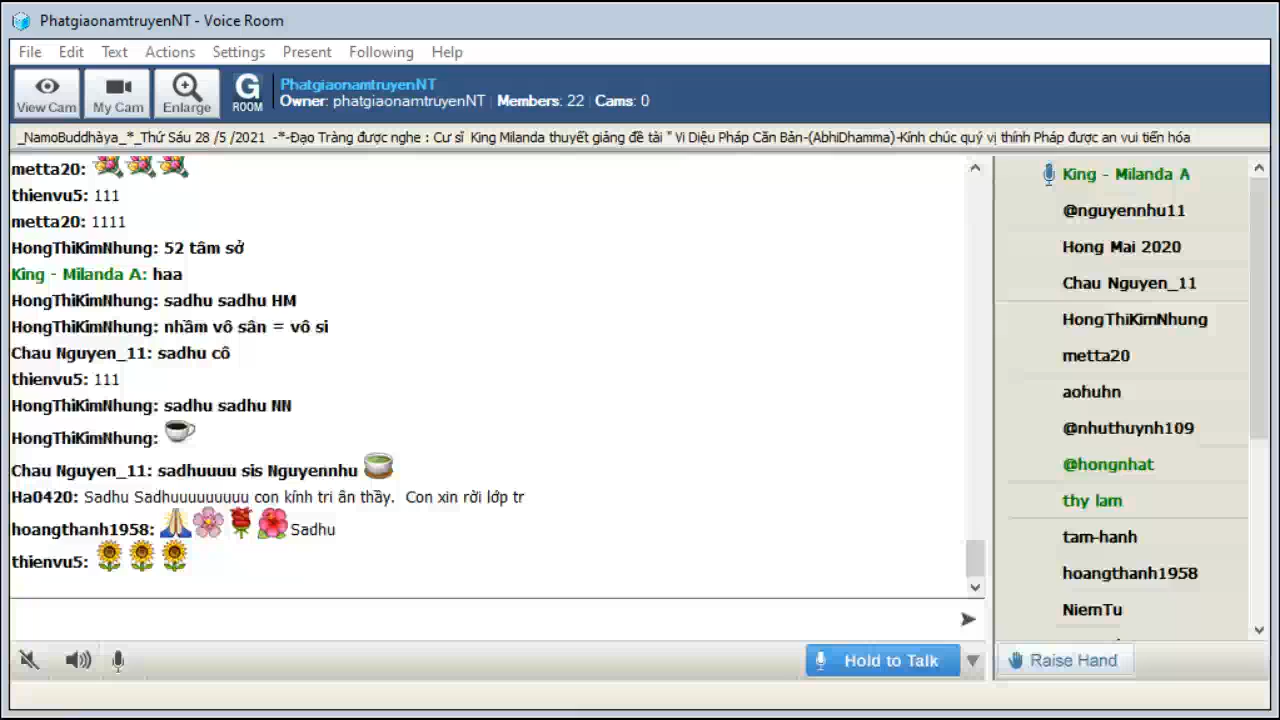 PhatgiaonamtruyenNT - Voice Room
File Edit Text Actions Settings Present Following Help
View Cam My Cam Enlarge G ROOM
PhatgiaonamtruyenNT
Owner: phatgiaonamtruyenNT Members: 22 Cams: 0
_NamoBuddhàya_*_Thứ Sáu 28 /5 /2021 -*-Đạo Tràng được nghe : Cư sĩ King Milanda thuyết giảng đề tài " Vi Diệu Pháp Căn Bản-(AbhiDhamma)-Kính chúc quý vị thính Pháp được an vui tiến hóa
metta20:
thienvu5: 111
metta20: 1111
HongThiKimNhung: 52 tâm sở
King - Milanda A: haa
HongThiKimNhung: sadhu sadhu HM
HongThiKimNhung: nhầm vô sân = vô si
Chau Nguyen_11: sadhu cô
thienvu5: 111
HongThiKimNhung: sadhu sadhu NN
HongThiKimNhung:
Chau Nguyen_11: sadhuuuu sis Nguyennhu
Ha0420: Sadhu Sadhuuuuuuuuu con kính tri ân thầy. Con xin rời lớp tr
hoangthanh1958: Sadhu
thienvu5:
King - Milanda A
@nguyennhu11
Hong Mai 2020
Chau Nguyen_11
HongThiKimNhung
metta20
aohuhn
@nhuthuynh109
@hongnhat
thy lam
tam-hanh
hoangthanh1958
NiemTu
Hold to Talk
Raise Hand